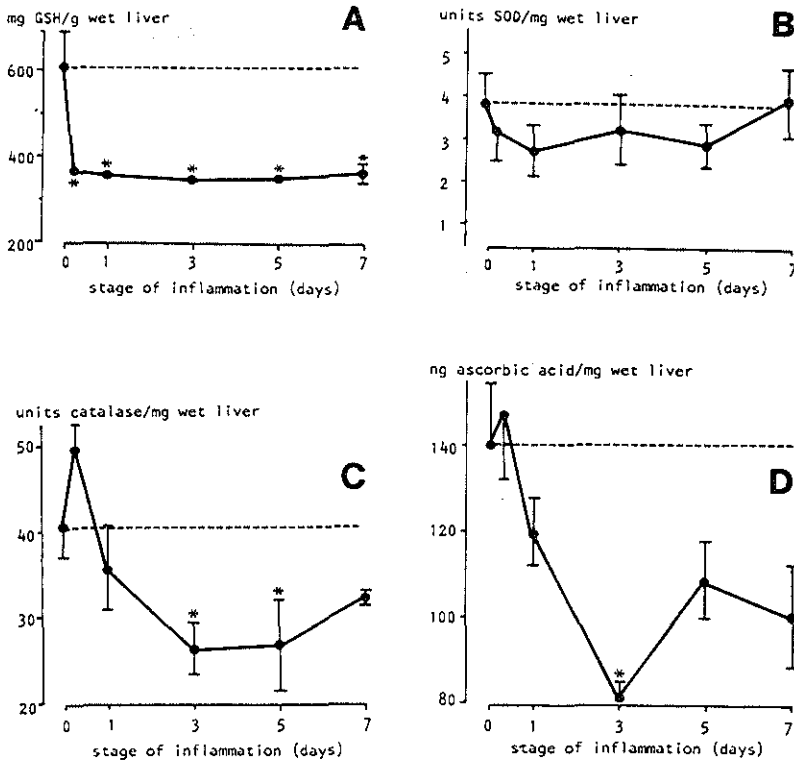 mg GSH/g wet liver
A
600
400
200
*
*
*
*
*
0 1 3 5 7
stage of inflammation (days)
units SOD/mg wet liver
B
5
4
3
2
1
0 1 3 5 7
stage of inflammation (days)
units catalase/mg wet liver
C
50
40
30
20
*
*
0 1 3 5 7
stage of inflammation (days)
ng ascorbic acid/mg wet liver
D
140
120
100
80
*
0 1 3 5 7
stage of inflammation (days)